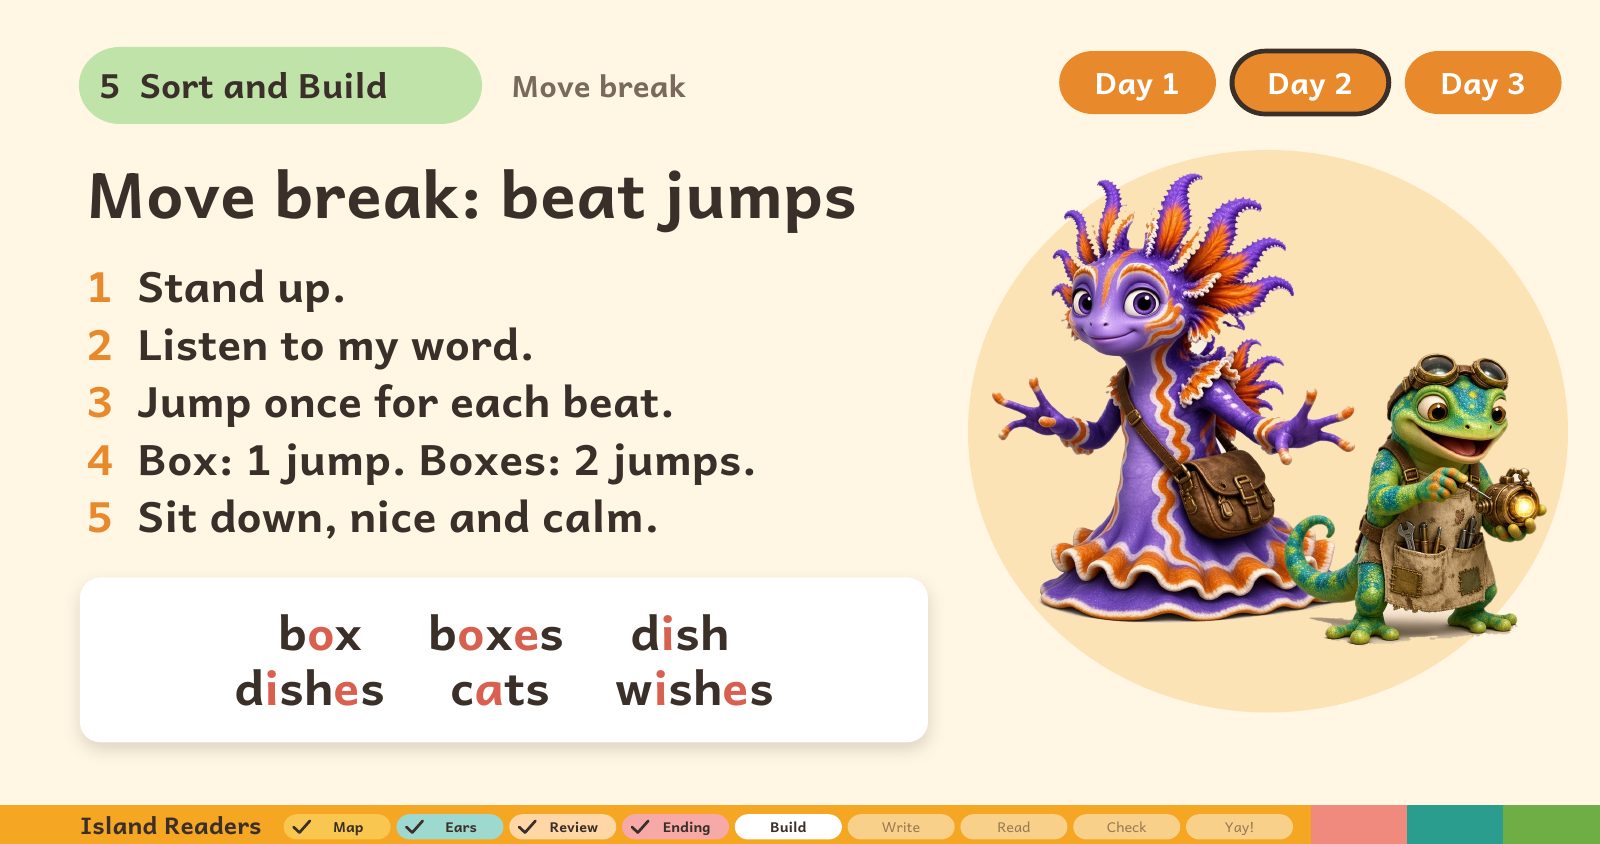 5 Sort and Build
Move break
Day 1
Day 2
Day 3
Move break: beat jumps
1 Stand up.
2 Listen to my word.
3 Jump once for each beat.
4 Box: 1 jump. Boxes: 2 jumps.
5 Sit down, nice and calm.
box boxes dish
dishes cats wishes
Island Readers
Map
Ears
Review
Ending
Build
Write
Read
Check
Yay!